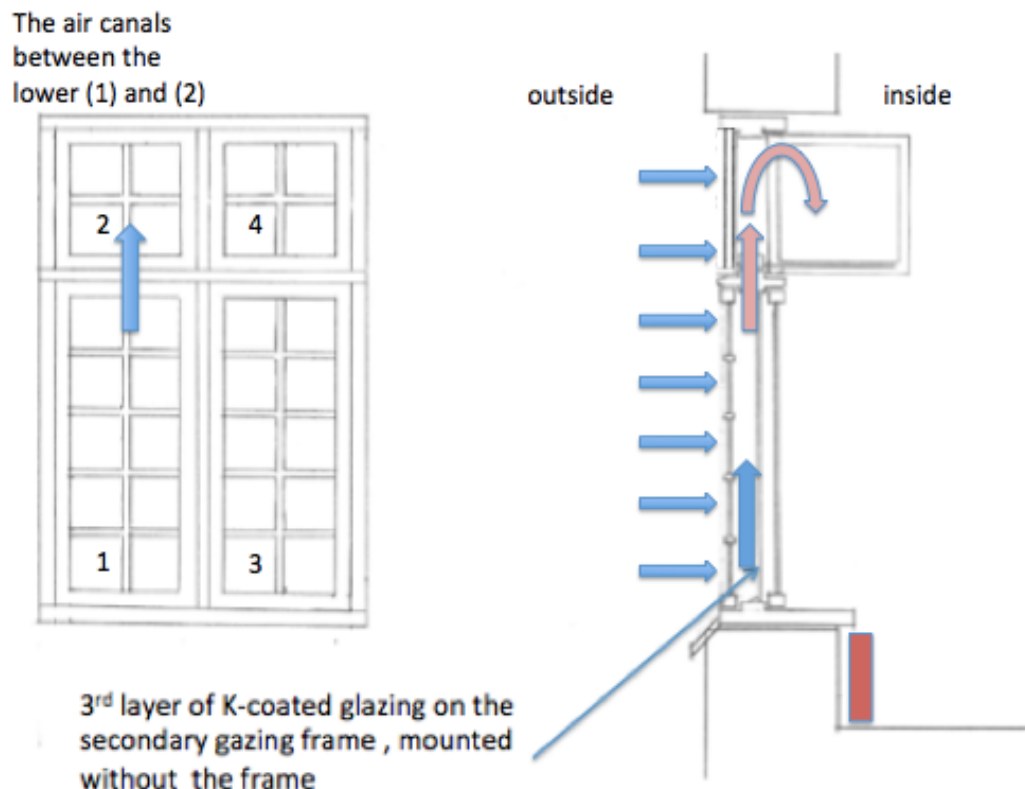 The air canals
between the
lower (1) and (2)
outside
inside
2
4
1
3
3rd layer of K-coated glazing on the
secondary gazing frame , mounted
without the frame